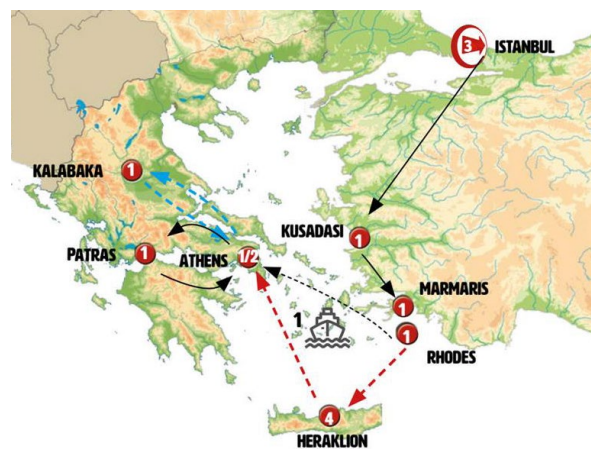 3
ISTANBUL
KALABAKA
1
KUSADASI
1
PATRAS
1
ATHENS
1/2
MARMARIS
1
1
1
RHODES
4
HERAKLION